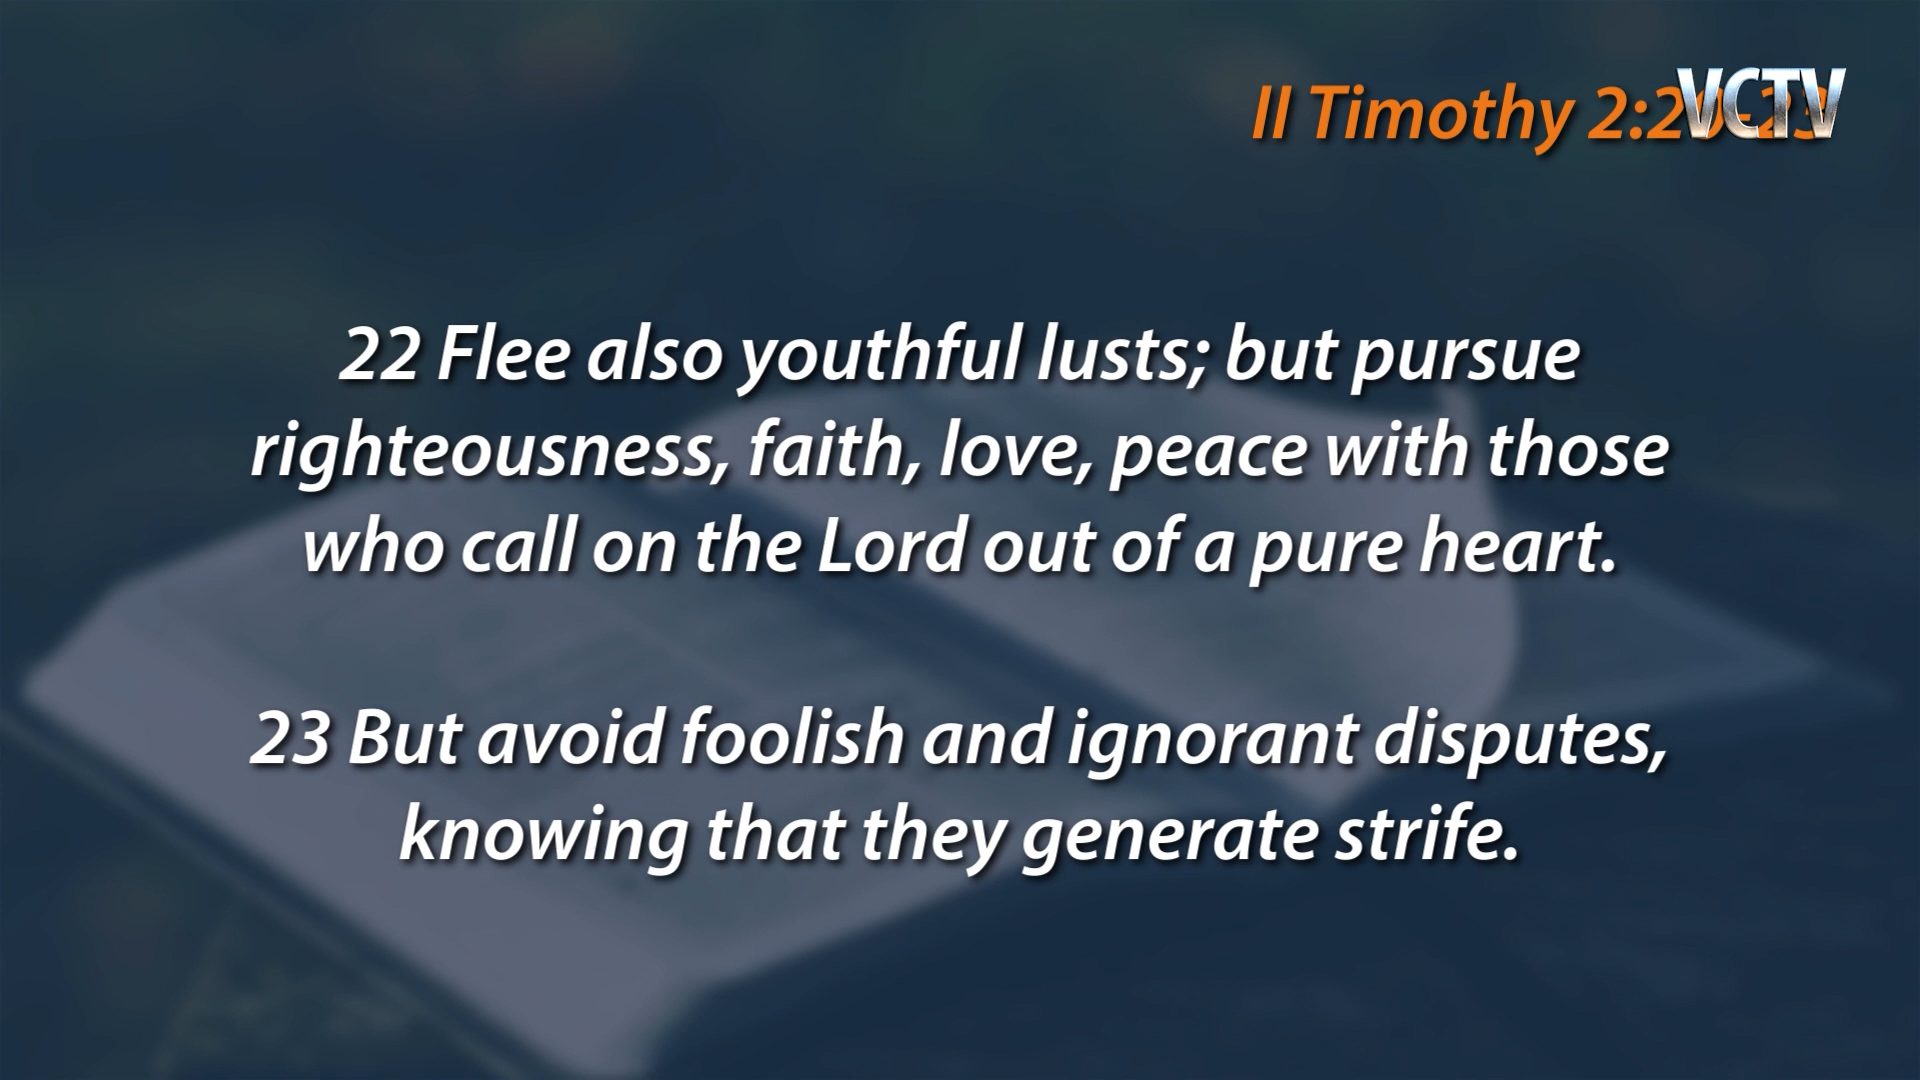 II Timothy 2:20-23
VCTV
22 Flee also youthful lusts; but pursue
righteousness, faith, love, peace with those
who call on the Lord out of a pure heart.
23 But avoid foolish and ignorant disputes,
knowing that they generate strife.